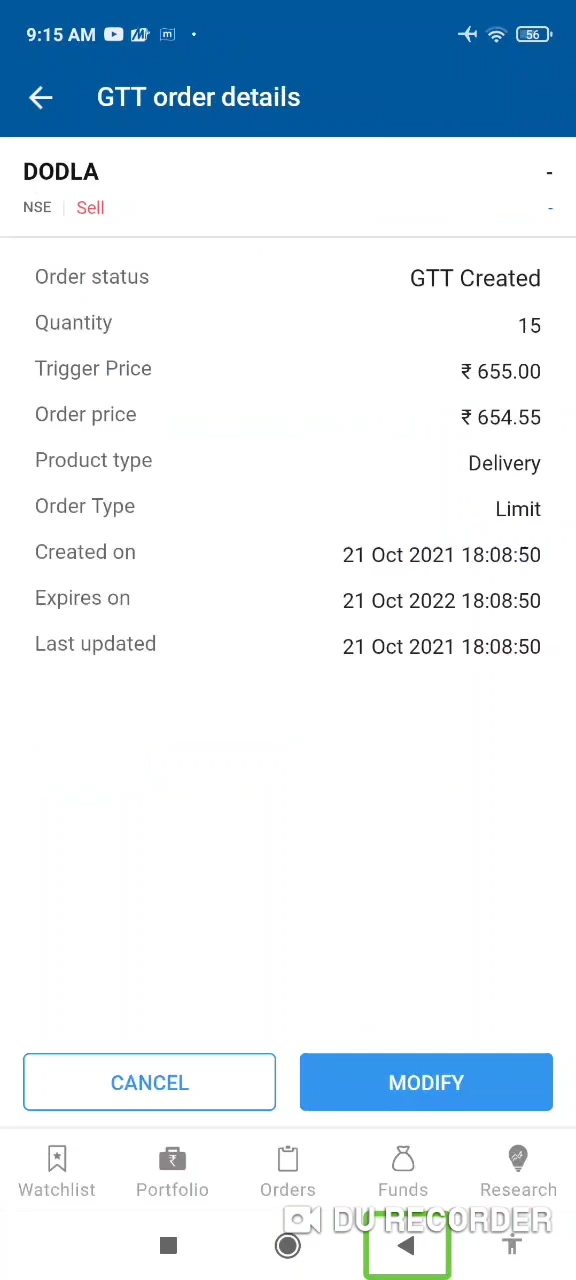 9:15 AM
56
GTT order details
DODLA -
NSE Sell -
Order status GTT Created
Quantity 15
Trigger Price ₹ 655.00
Order price ₹ 654.55
Product type Delivery
Order Type Limit
Created on 21 Oct 2021 18:08:50
Expires on 21 Oct 2022 18:08:50
Last updated 21 Oct 2021 18:08:50
CANCEL MODIFY
Watchlist Portfolio Orders Funds Research
DU RECORDER